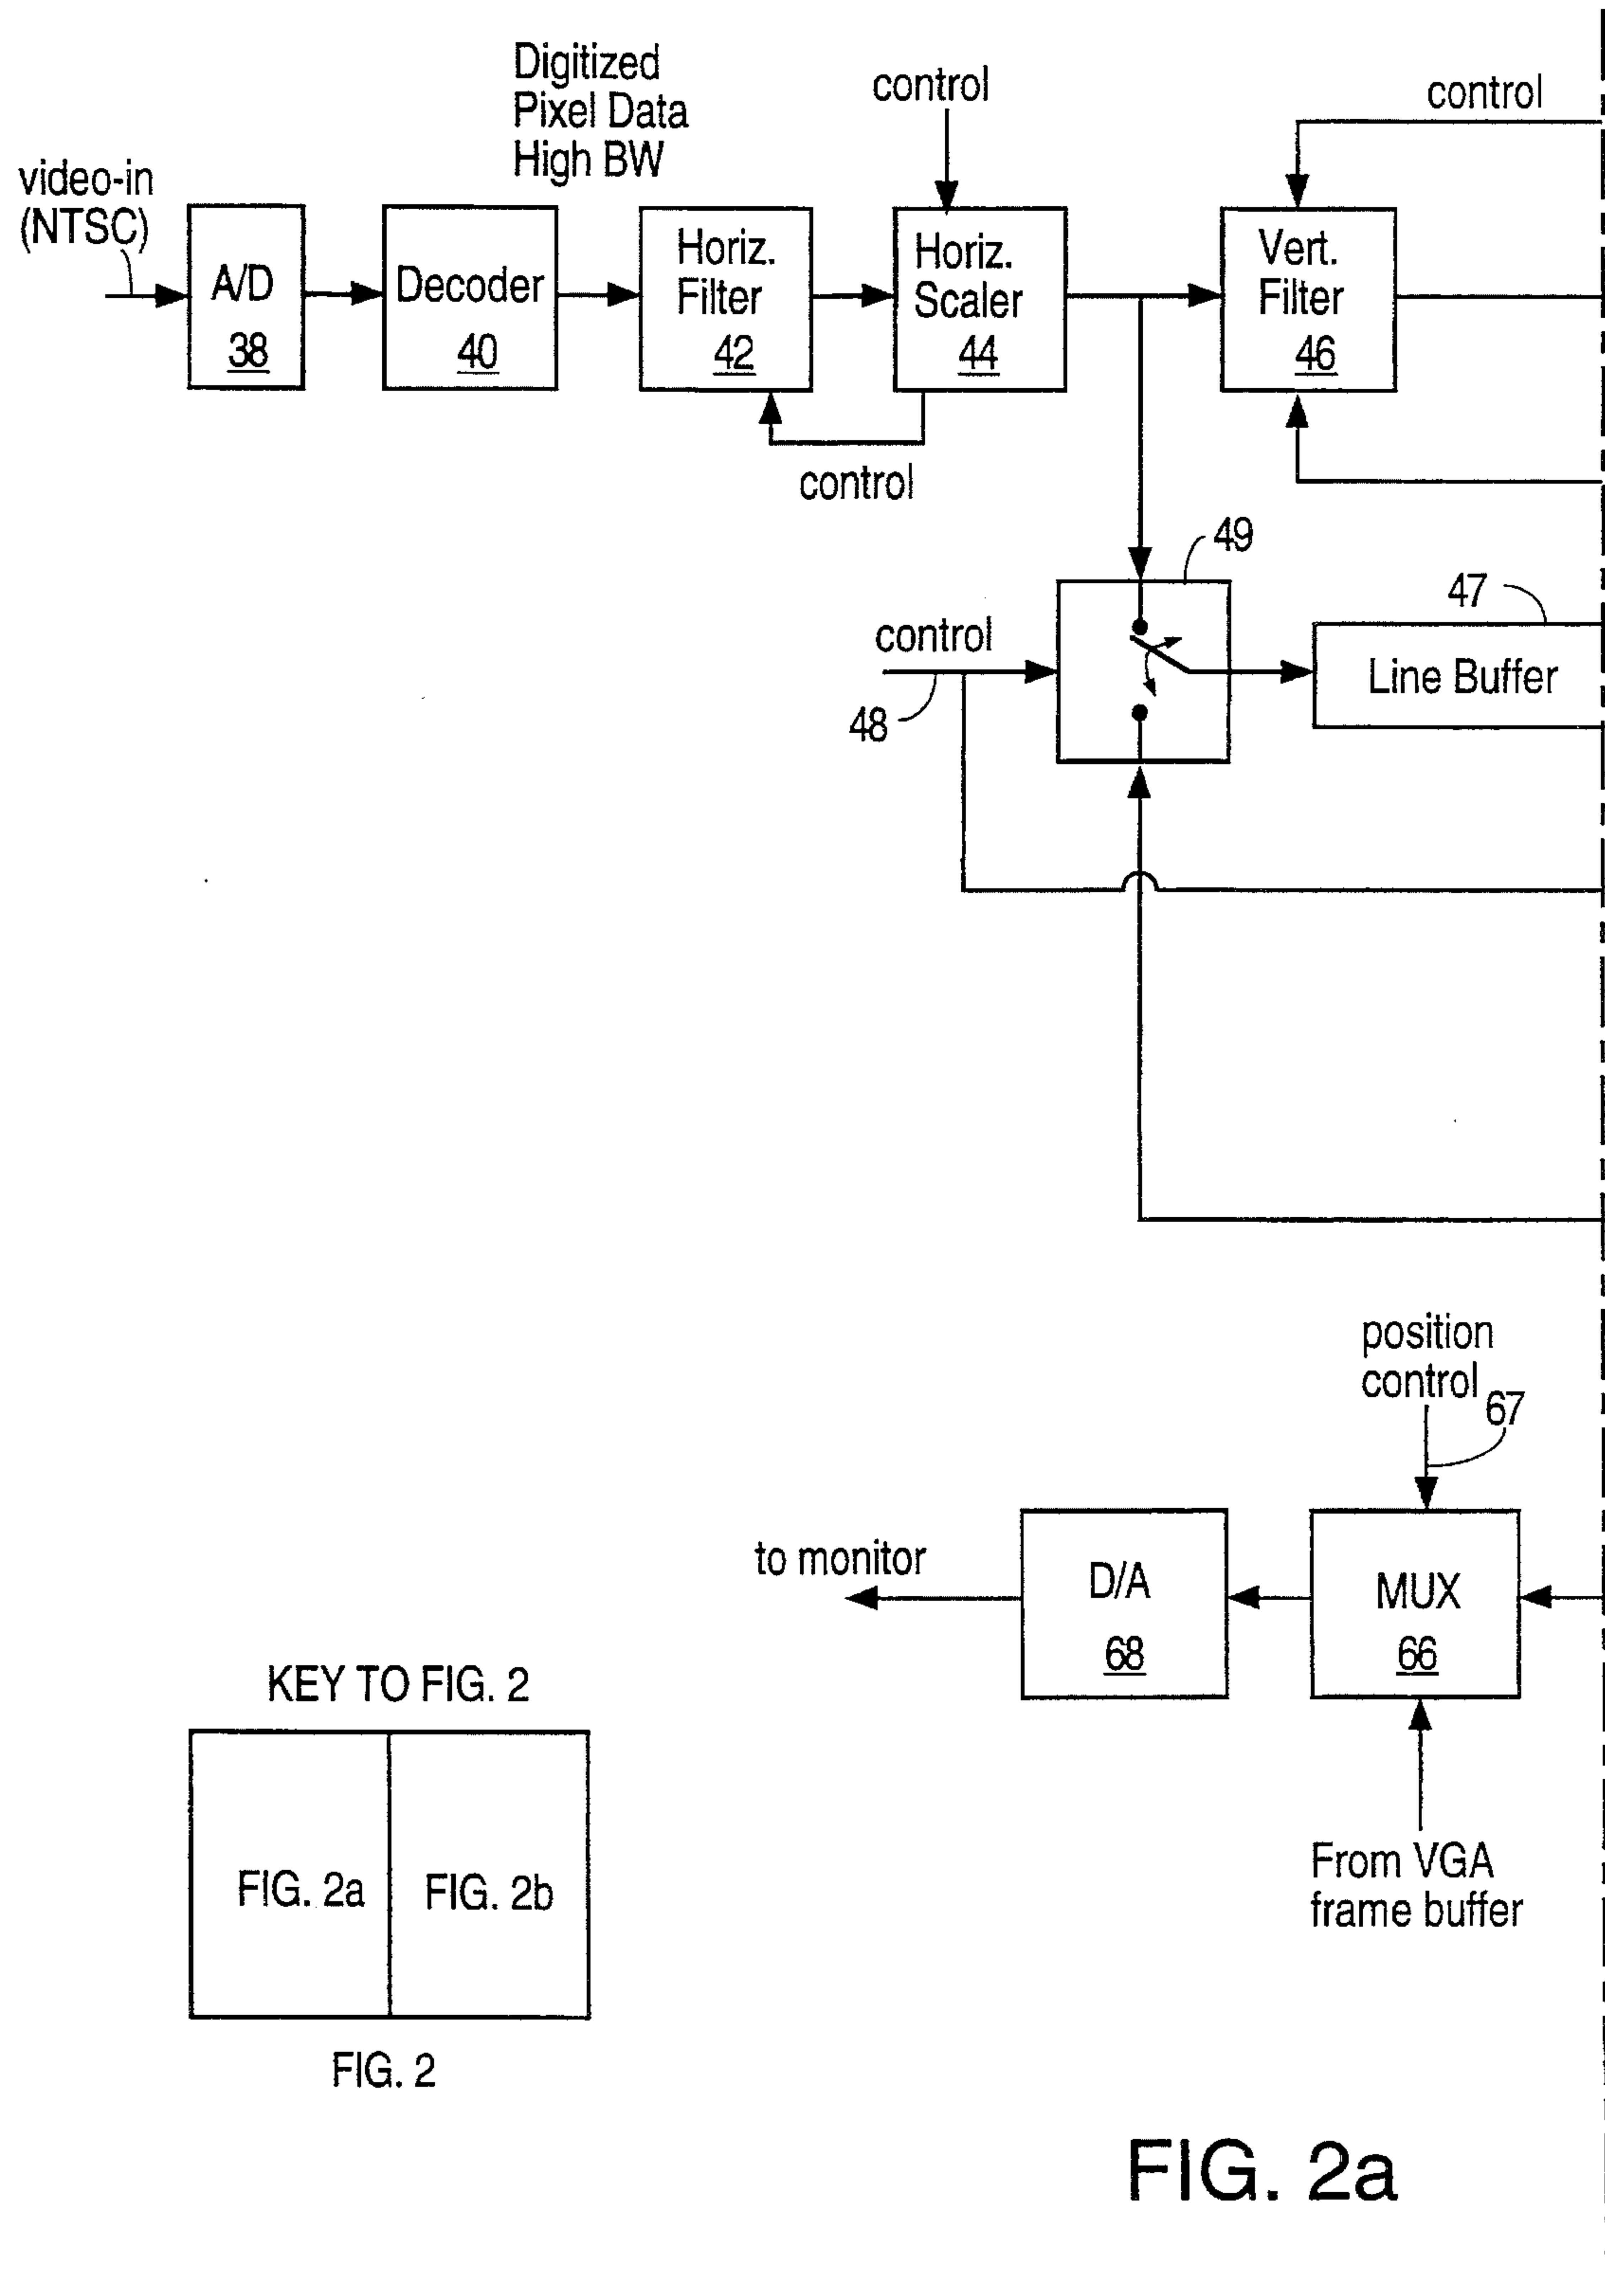 Digitized
Pixel Data
High BW
control
control
video-in
(NTSC)
A/D
38
Decoder
40
Horiz.
Filter
42
Horiz.
Scaler
44
Vert.
Filter
46
control
49
47
control
48
Line Buffer
position
control
67
to monitor
D/A
68
MUX
66
KEY TO FIG. 2
FIG. 2a
FIG. 2b
From VGA
frame buffer
FIG. 2
FIG. 2a